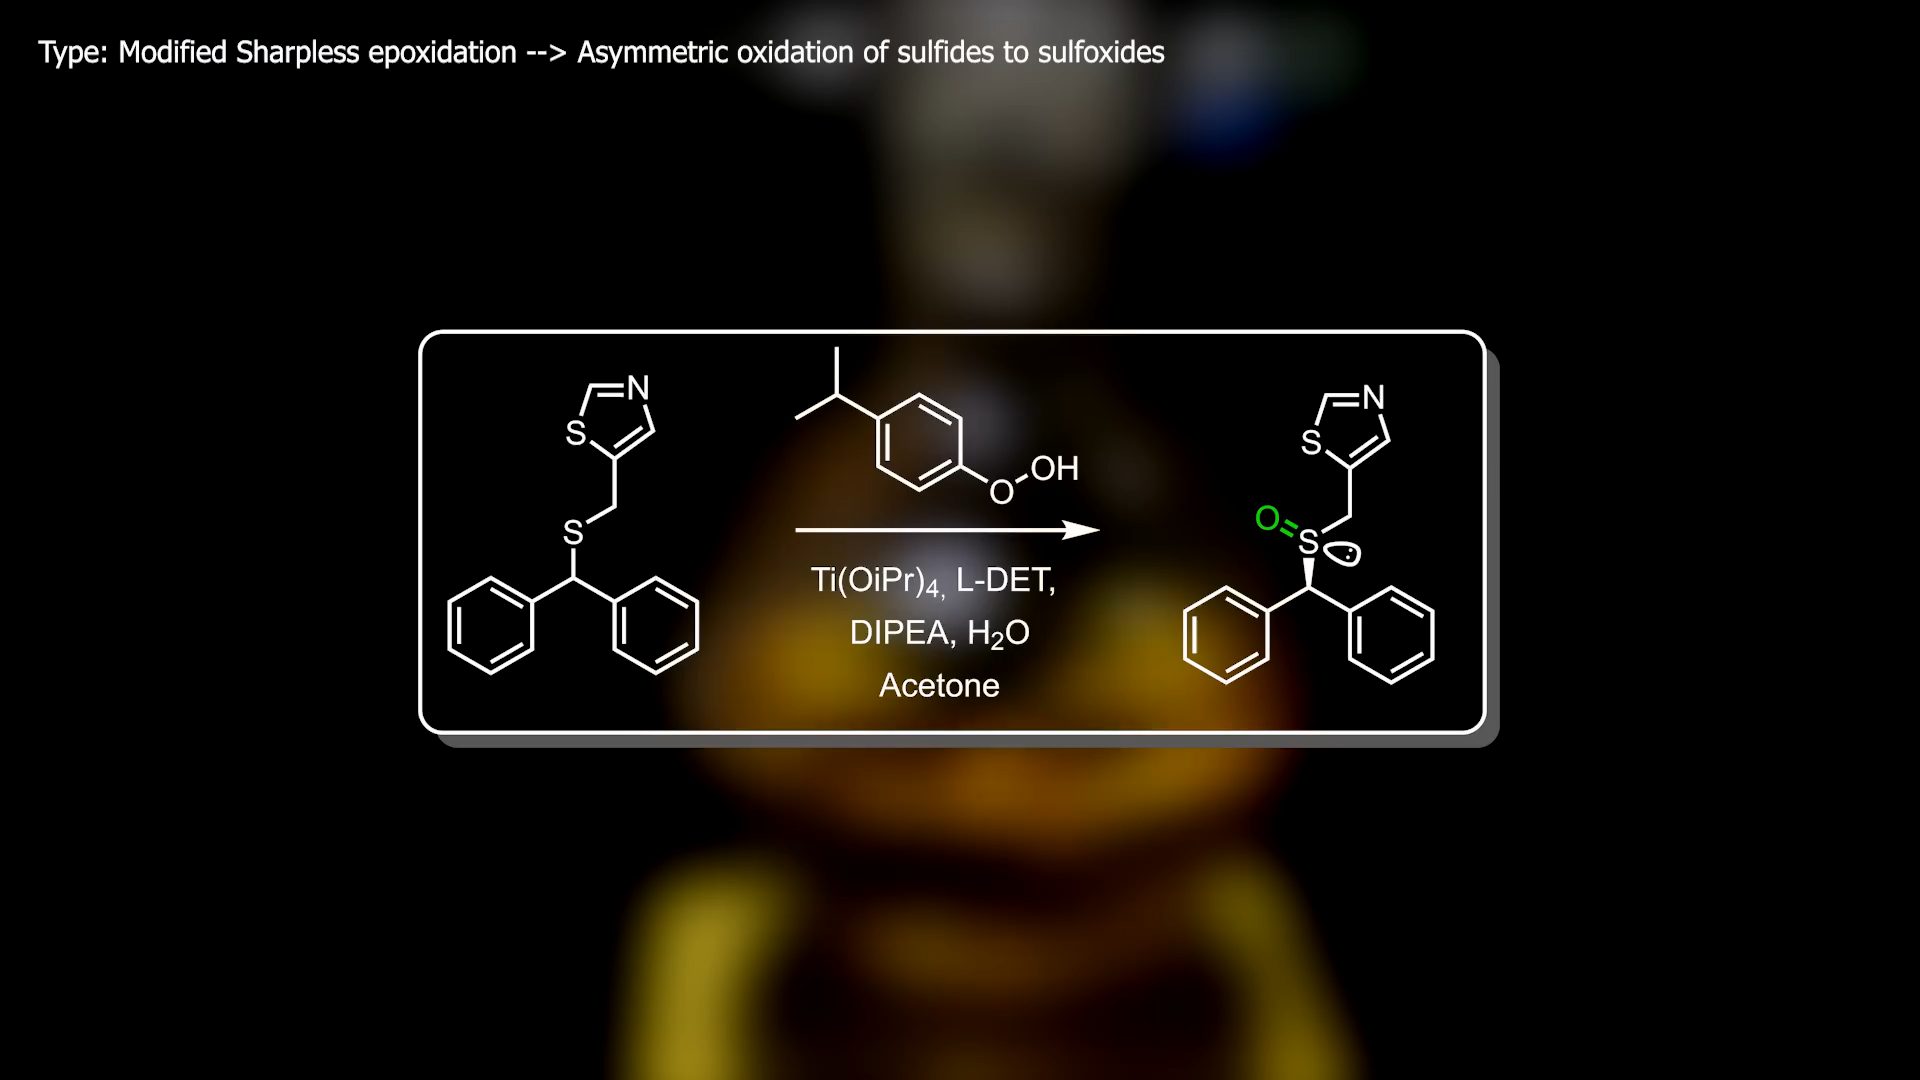 Type: Modified Sharpless epoxidation --> Asymmetric oxidation of sulfides to sulfoxides
N
S
S
OH
O
Ti(OiPr)4, L-DET,
DIPEA, H2O
Acetone
N
S
O
S